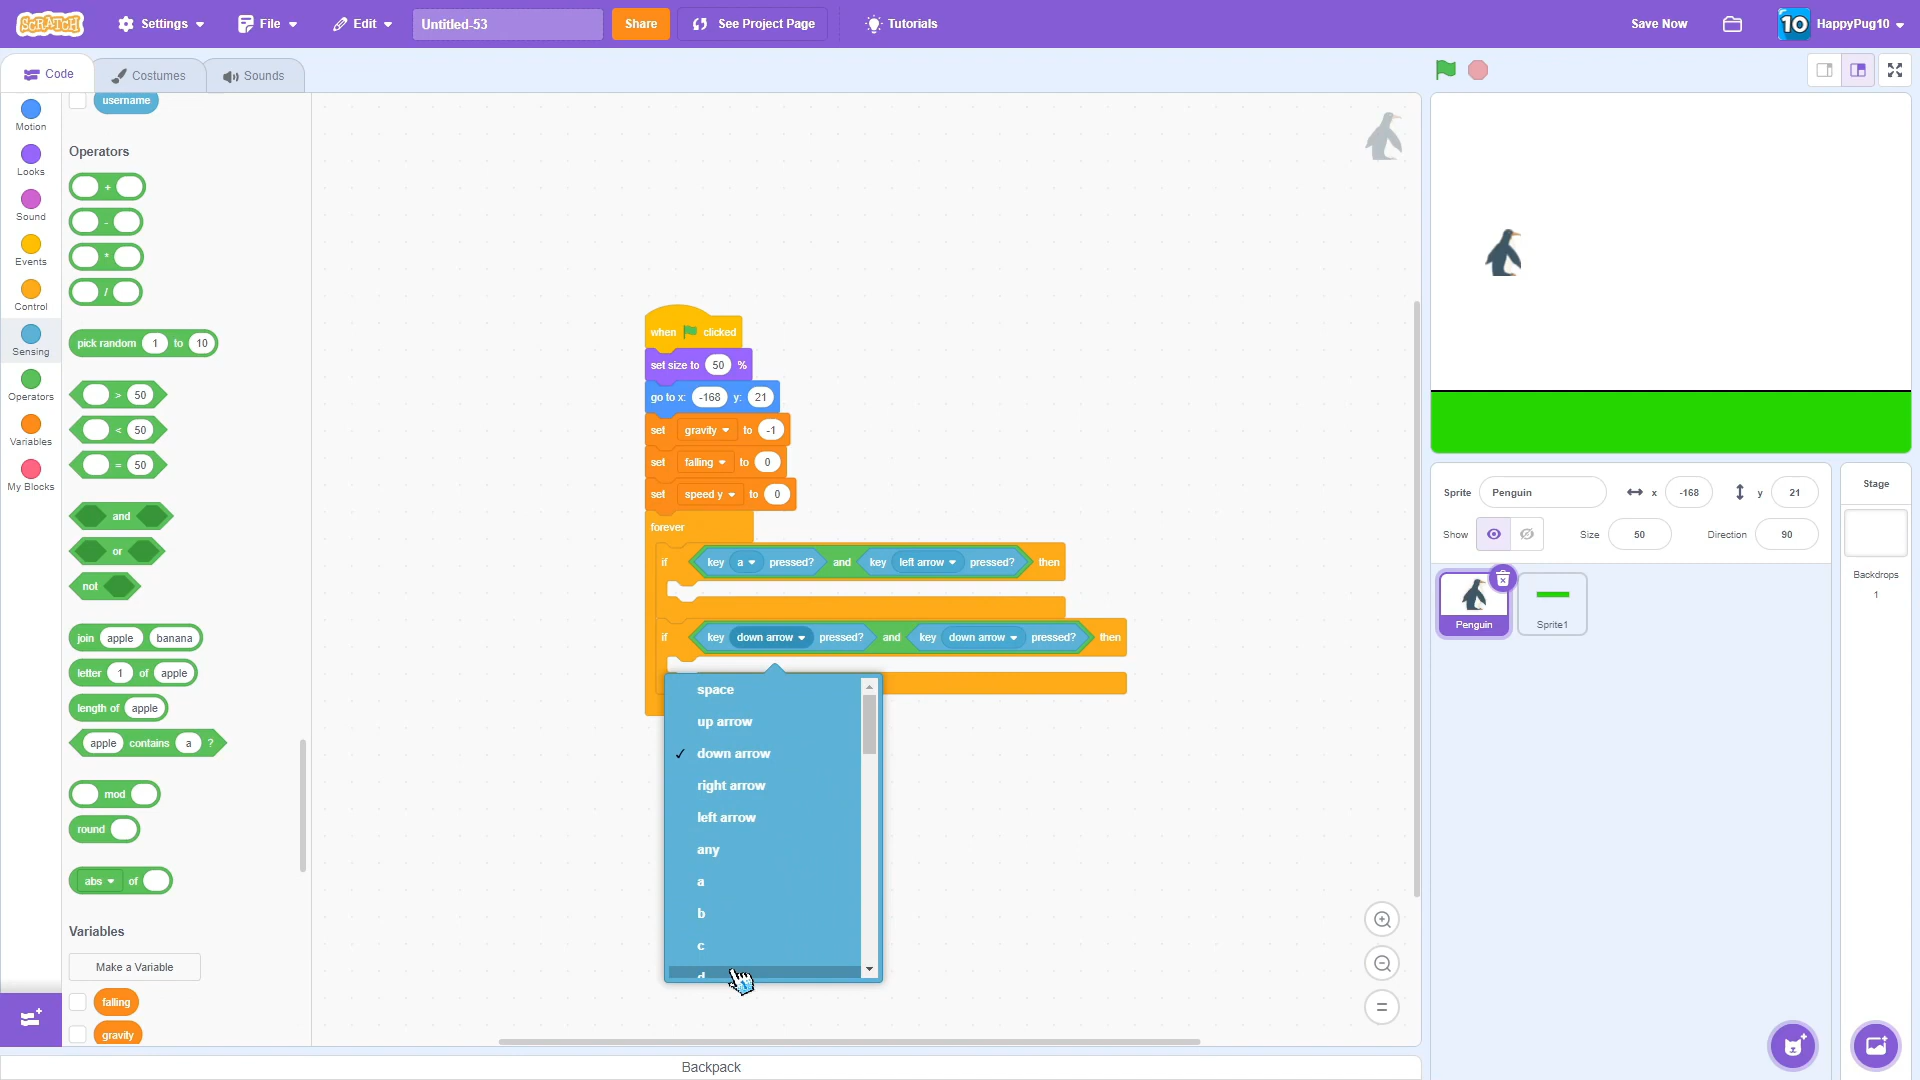 SCRATCH Settings File Edit Untitled-53 Share See Project Page Tutorials Save Now 10 HappyPug10
Code Costumes Sounds
Motion
Looks
Sound
Events
Control
Sensing
Operators
Variables
My Blocks
username
Operators
+
-
*
/
pick random 1 to 10
> 50
< 50
= 50
and
or
not
join apple banana
letter 1 of apple
length of apple
apple contains a ?
mod
round
abs of
Variables
Make a Variable
falling
gravity
when clicked
set size to 50 %
go to x: -168 y: 21
set gravity to -1
set falling to 0
set speed y to 0
forever
if key a pressed? and key left arrow pressed? then
if key down arrow pressed? and key down arrow pressed? then
space
up arrow
✓ down arrow
right arrow
left arrow
any
a
b
c
d
Backpack
Sprite Penguin x -168 y 21
Show Size 50 Direction 90
Penguin
Sprite1
Stage
Backdrops
1